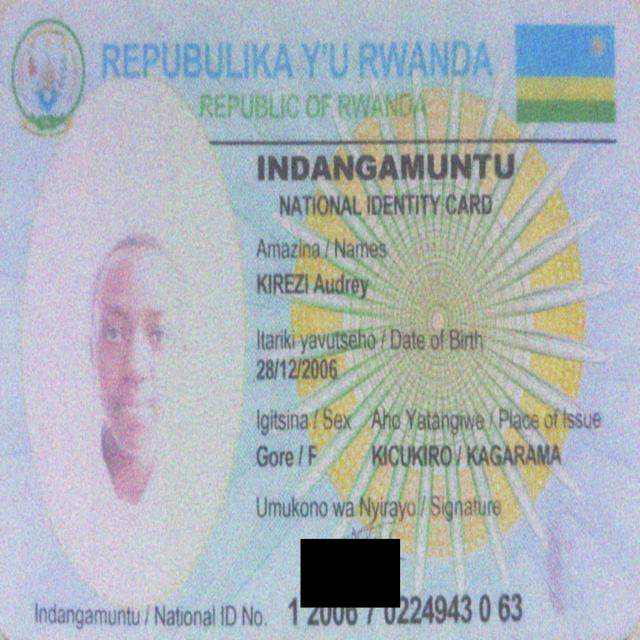 REPUBULIKA Y'U RWANDA
REPUBLIC OF RWANDA
INDANGAMUNTU
NATIONAL IDENTITY CARD
Amazina / Names
KIREZI Audrey
Itariki yavutseho / Date of Birth
28/12/2006
Igitsina / Sex Aho Yatangiwe / Place of Issue
Gore / F KICUKIRO / KAGARAMA
Umukono wa Nyirayo / Signature
Indangamuntu / National ID No. 1 2006 7 0224943 0 63